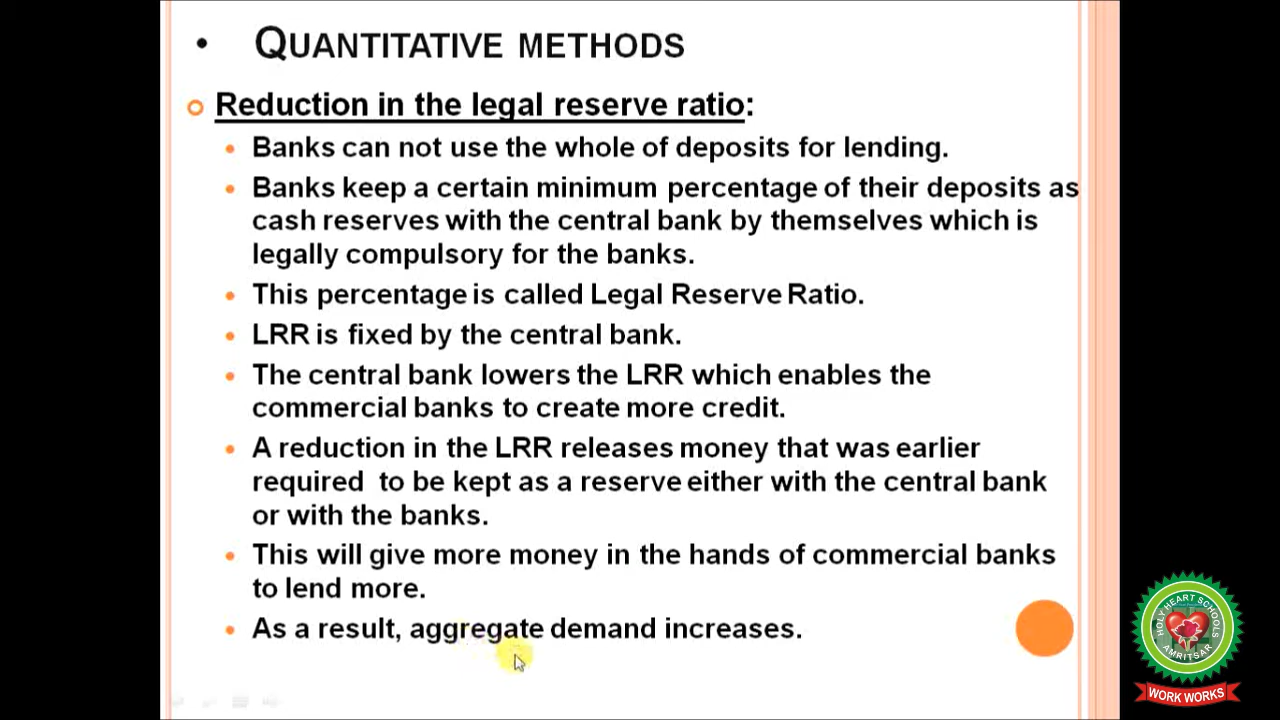 • QUANTITATIVE METHODS
Reduction in the legal reserve ratio:
• Banks can not use the whole of deposits for lending.
• Banks keep a certain minimum percentage of their deposits as
cash reserves with the central bank by themselves which is
legally compulsory for the banks.
• This percentage is called Legal Reserve Ratio.
• LRR is fixed by the central bank.
• The central bank lowers the LRR which enables the
commercial banks to create more credit.
• A reduction in the LRR releases money that was earlier
required to be kept as a reserve either with the central bank
or with the banks.
• This will give more money in the hands of commercial banks
to lend more.
• As a result, aggregate demand increases.
HOLY HEART SCHOOLS
AMRITSAR
WORK WORKS